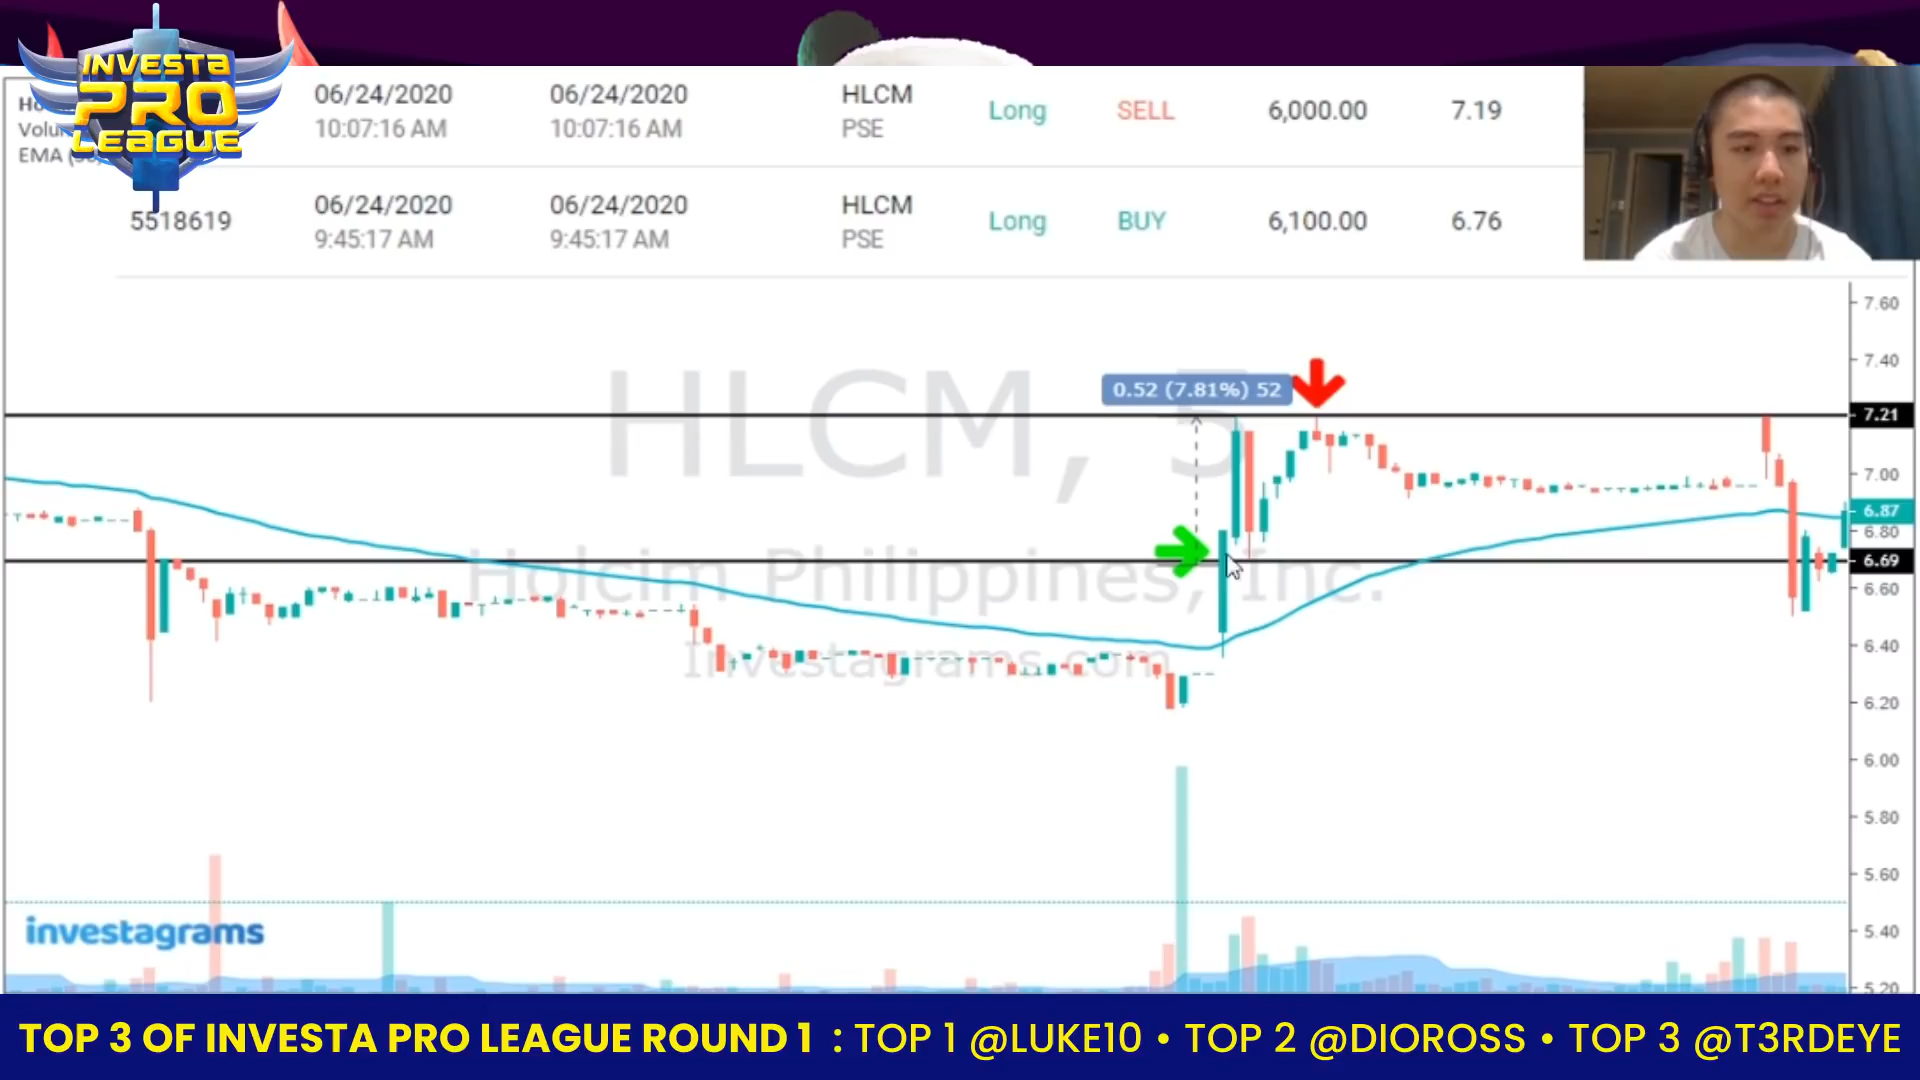 INVESTA
PRO
LEAGUE
06/24/2020 06/24/2020 HLCM Long SELL 6,000.00 7.19
10:07:16 AM 10:07:16 AM PSE
5518619 06/24/2020 06/24/2020 HLCM Long BUY 6,100.00 6.76
9:45:17 AM 9:45:17 AM PSE
EMA
HLCM, 5
Holcim Philippines, Inc.
Investagrams.com
0.52 (7.81%) 52
7.60
7.40
7.21
7.00
6.87
6.80
6.69
6.60
6.40
6.20
6.00
5.80
5.60
5.40
5.20
investagrams
TOP 3 OF INVESTA PRO LEAGUE ROUND 1 : TOP 1 @LUKE10 • TOP 2 @DIOROSS • TOP 3 @T3RDEYE